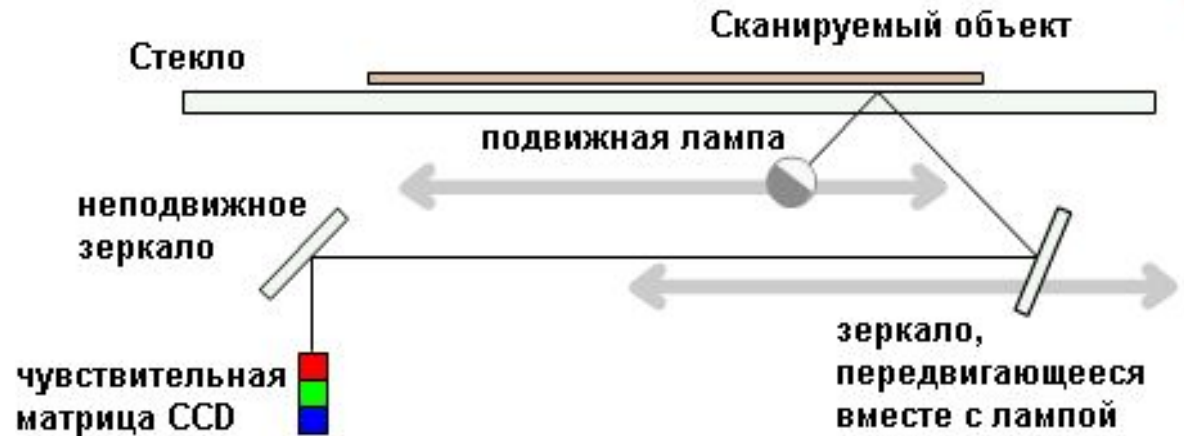 Сканируемый объект
Стекло
подвижная лампа
неподвижное
зеркало
зеркало,
передвигающееся
вместе с лампой
чувствительная
матрица CCD